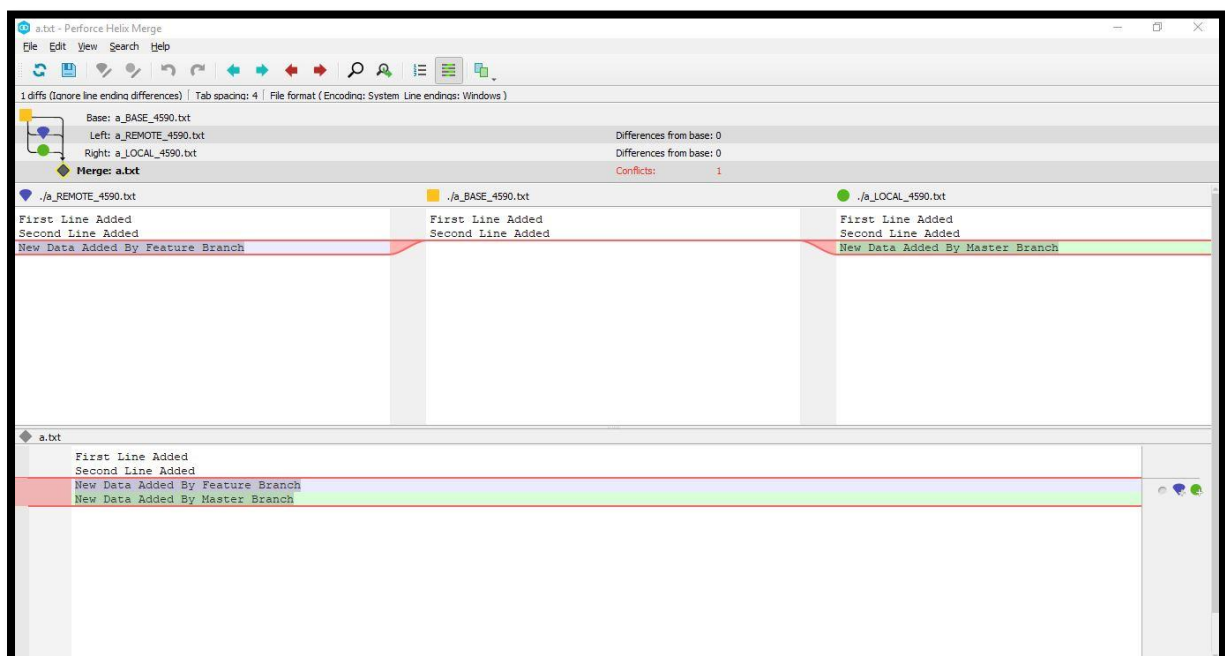 a.txt - Perforce Helix Merge
File Edit View Search Help
1 diffs (Ignore line ending differences) Tab spacing: 4 File format ( Encoding: System Line endings: Windows )
Base: a_BASE_4590.txt
Left: a_REMOTE_4590.txt Differences from base: 0
Right: a_LOCAL_4590.txt Differences from base: 0
Merge: a.txt Conflicts: 1
./a_REMOTE_4590.txt ./a_BASE_4590.txt ./a_LOCAL_4590.txt
First Line Added First Line Added First Line Added
Second Line Added Second Line Added Second Line Added
New Data Added By Feature Branch New Data Added By Master Branch
a.txt
First Line Added
Second Line Added
New Data Added By Feature Branch
New Data Added By Master Branch